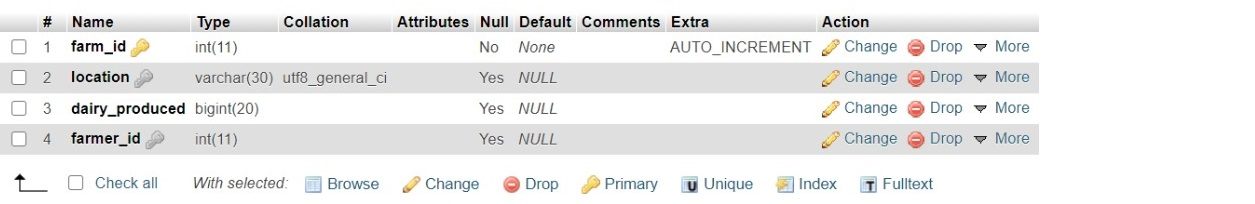 # Name Type Collation Attributes Null Default Comments Extra Action
1 farm_id int(11) No None AUTO_INCREMENT Change Drop More
2 location varchar(30) utf8_general_ci Yes NULL Change Drop More
3 dairy_produced bigint(20) Yes NULL Change Drop More
4 farmer_id int(11) Yes NULL Change Drop More
Check all With selected: Browse Change Drop Primary U Unique Index T Fulltext